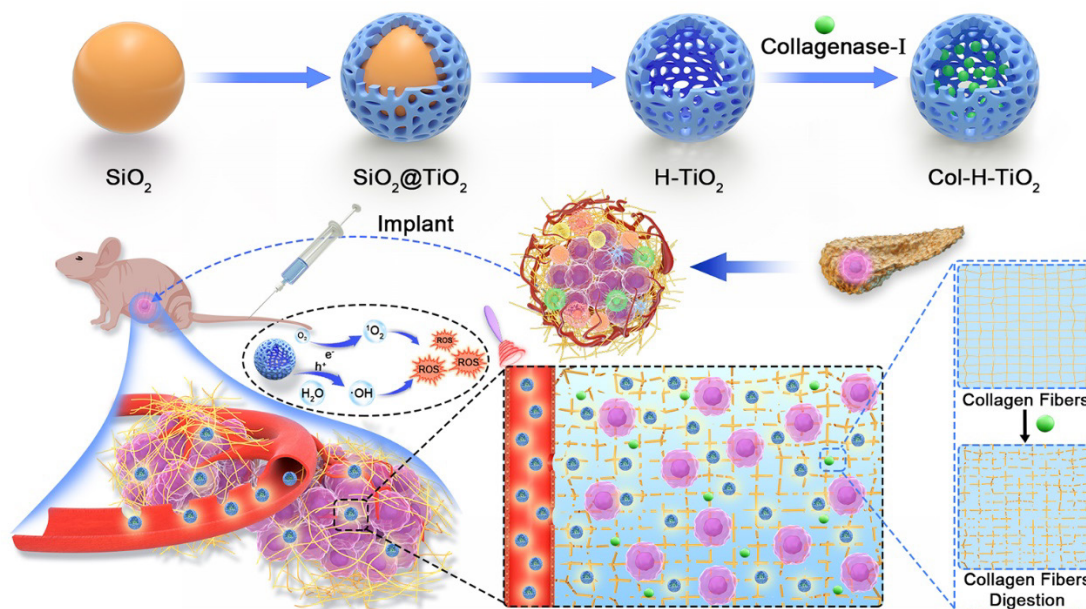 Collagenase-I
SiO2
SiO2@TiO2
H-TiO2
Col-H-TiO2
Implant
O2
e-
·O2
h+
H2O
·OH
ROS
ROS
ROS
Collagen Fibers
Collagen Fibers
Digestion